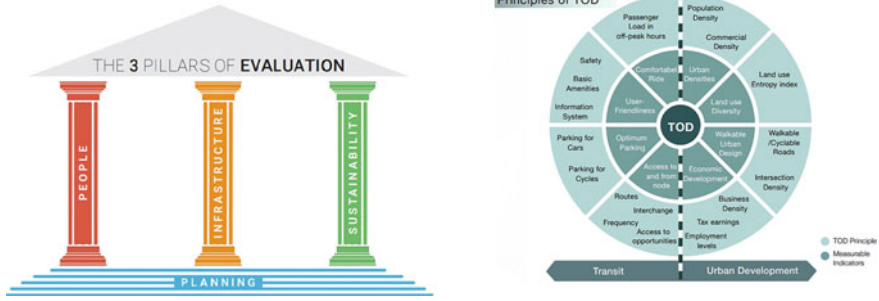 THE 3 PILLARS OF EVALUATION
PEOPLE
INFRASTRUCTURE
SUSTAINABILITY
PLANNING
Principles of TOD
Passenger
Load in
off-peak hours
Population
Density
Commercial
Density
Safety
Basic
Amenities
Information
System
Comfortabel
Ride
Urban
Densities
Land use
Entropy index
User-
Friendliness
Land use
Diversity
TOD
Parking for
Cars
Parking for
Cycles
Optimum
Parking
Walkable
Urban
Design
Walkable
/Cyclable
Roads
Intersection
Density
Access to
and from
node
Economic
Development
Routes
Interchange
Frequency
Access to
opportunities
Business
Density
Tax earnings
Employment
levels
TOD Principle
Measurable
Indicators
Transit
Urban Development